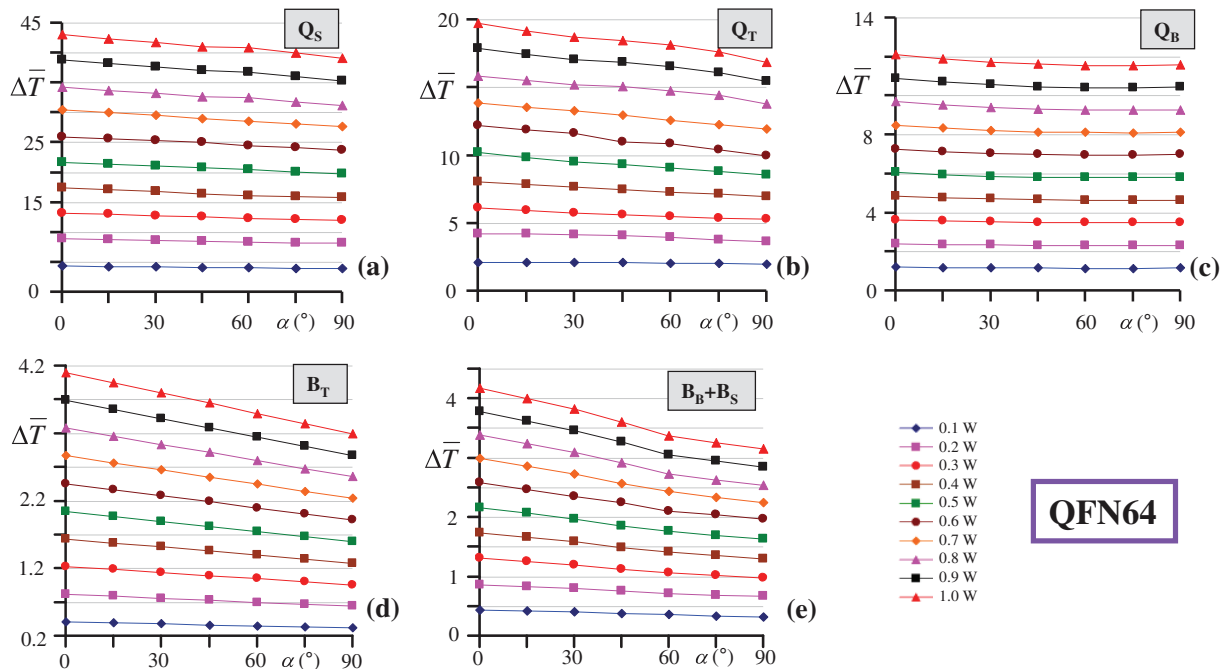 45
Q_S
ΔT̅
25
15
0
(a)
0 30 60 α (°) 90
20
Q_T
ΔT̅
10
5
0
(b)
0 30 60 α (°) 90
14
Q_B
ΔT̅
8
4
0
(c)
0 30 60 α (°) 90
4.2
B_T
ΔT̅
2.2
1.2
0.2
(d)
0 30 60 α (°) 90
B_B+B_S
4
ΔT̅
2
1
0
(e)
0 30 60 α (°) 90
0.1 W
0.2 W
0.3 W
0.4 W
0.5 W
0.6 W
0.7 W
0.8 W
0.9 W
1.0 W
QFN64